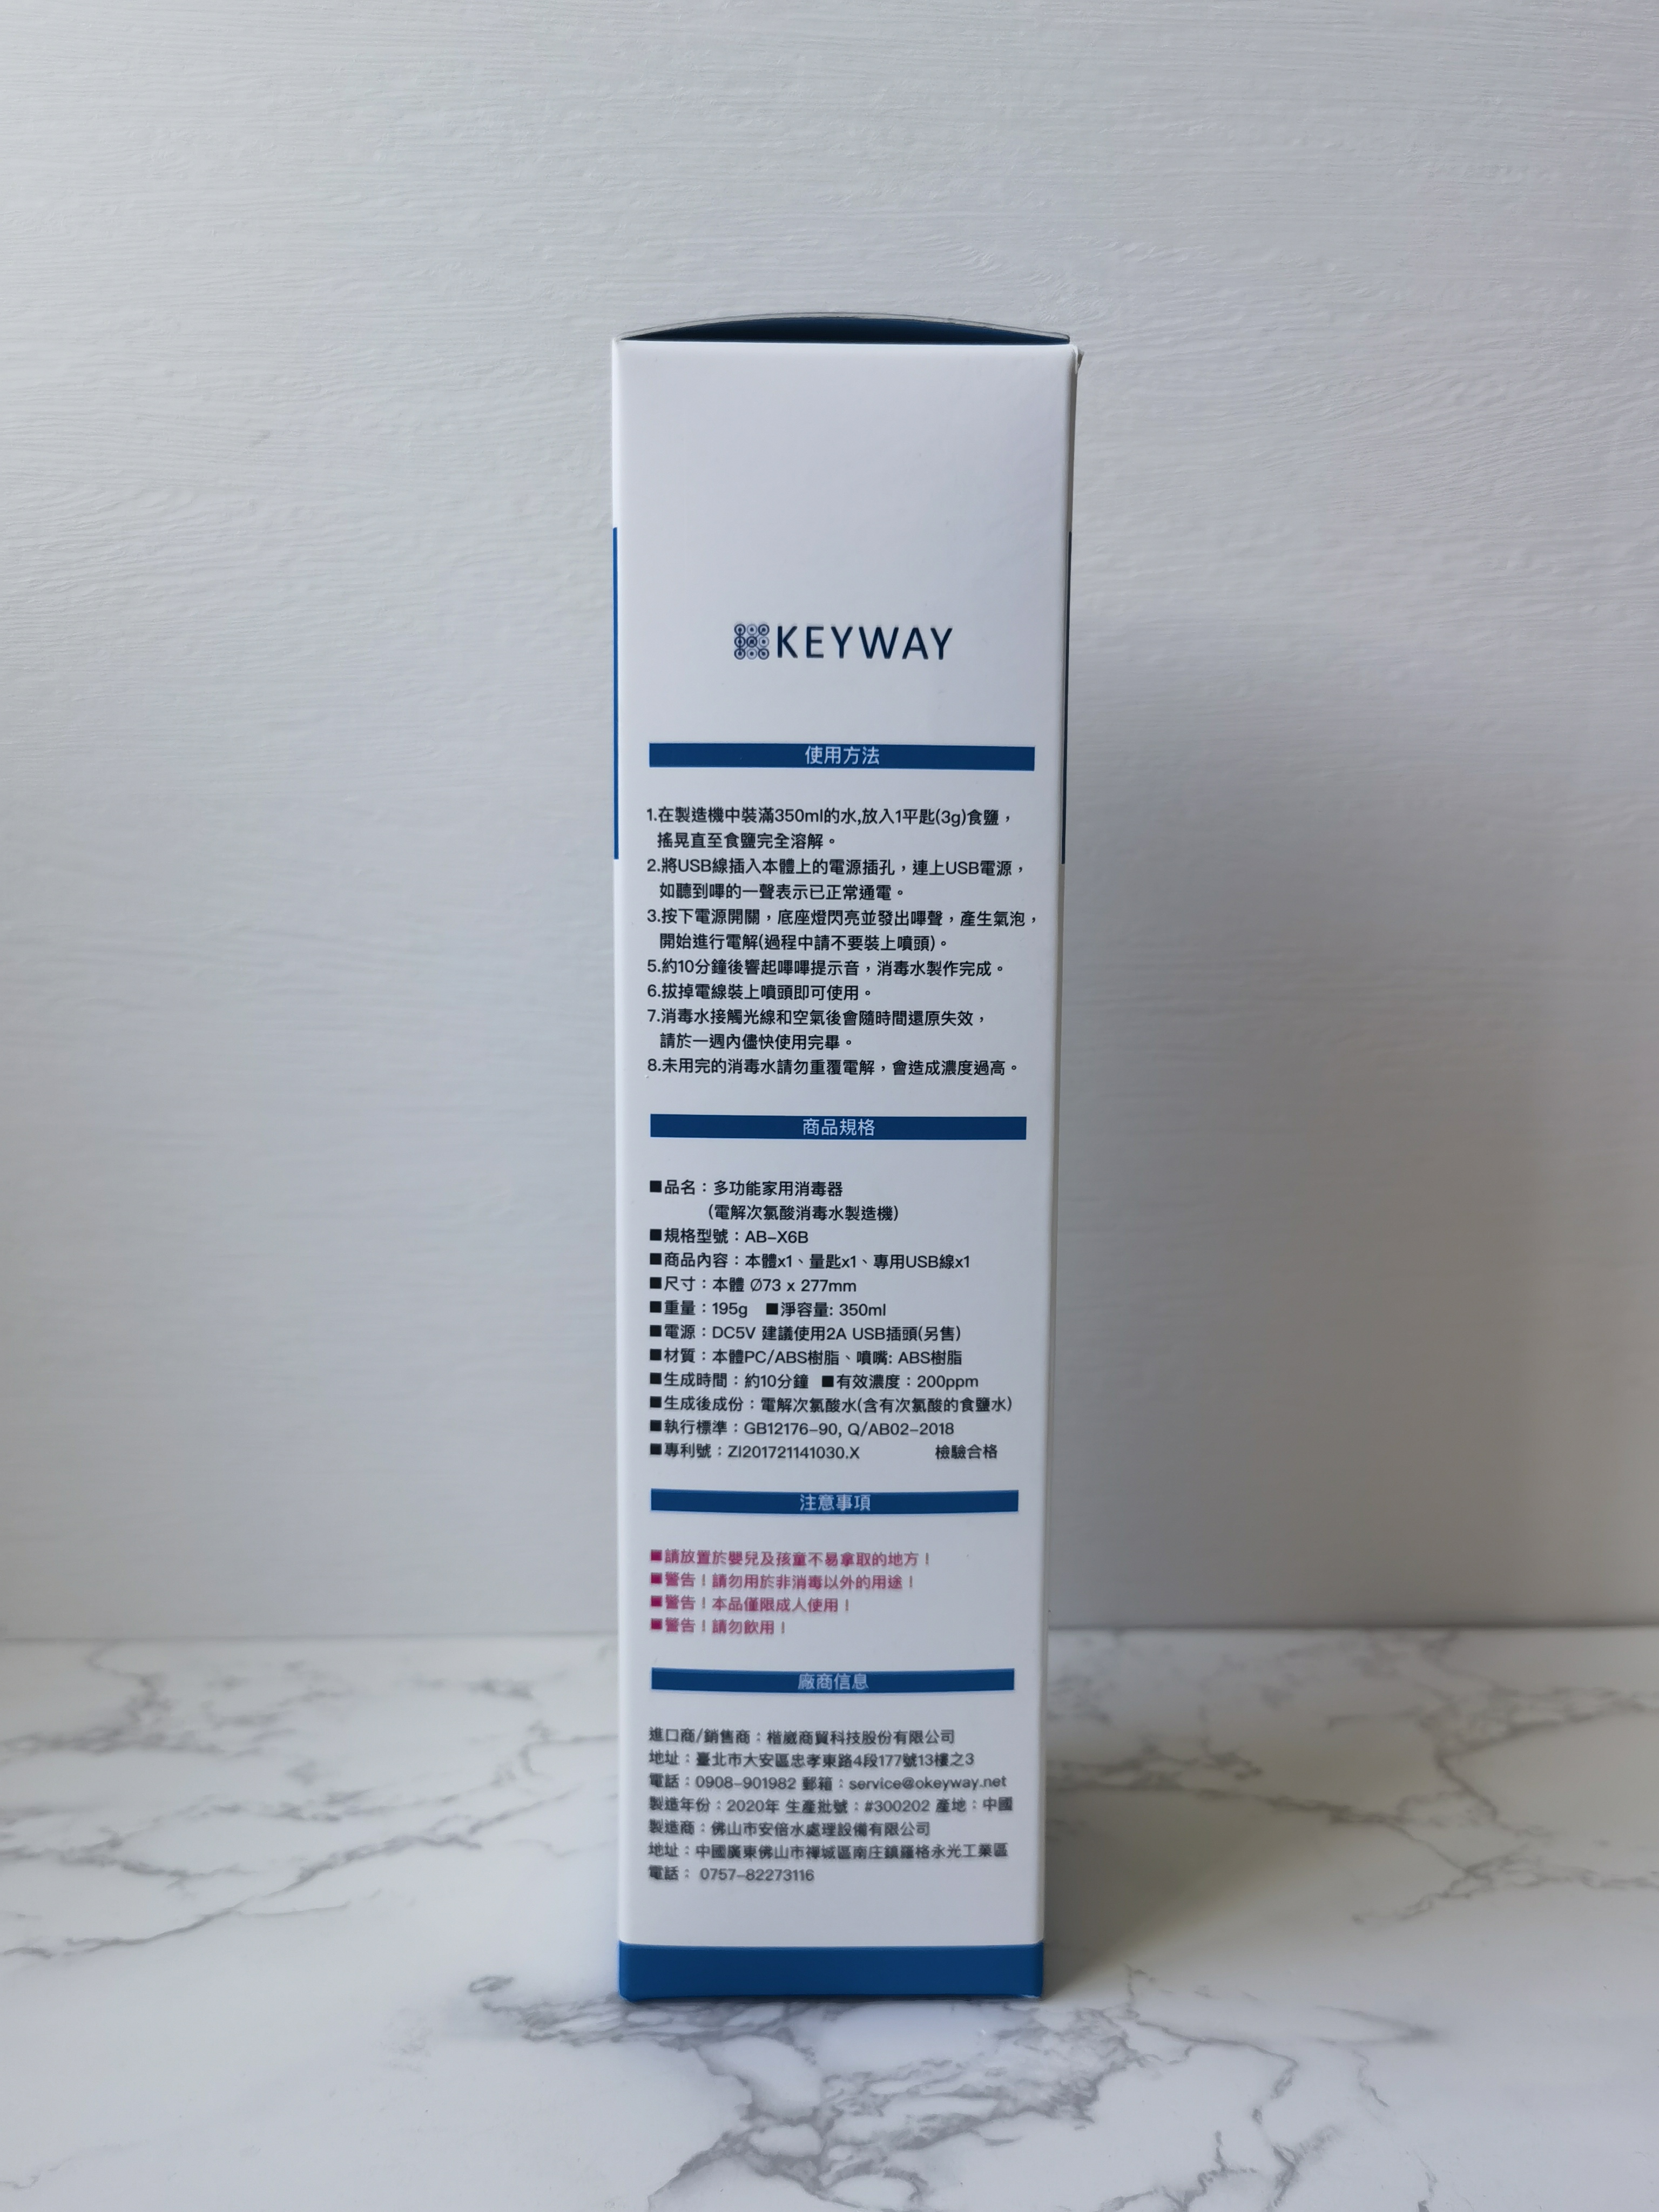 KEYWAY
使用方法
1.在製造機中裝滿350ml的水,放入1平匙(3g)食鹽，
搖晃直至食鹽完全溶解。
2.將USB線插入本體上的電源插孔，連上USB電源，
如聽到嗶的一聲表示已正常通電。
3.按下電源開關，底座燈閃亮並發出嗶聲，產生氣泡，
開始進行電解(過程中請不要裝上噴頭)。
5.約10分鐘後響起嗶嗶提示音，消毒水製作完成。
6.拔掉電線裝上噴頭即可使用。
7.消毒水接觸光線和空氣後會隨時間還原失效，
請於一週內儘快使用完畢。
8.未用完的消毒水請勿重覆電解，會造成濃度過高。
商品規格
■品名：多功能家用消毒器
(電解次氯酸消毒水製造機)
■規格型號：AB-X6B
■商品內容：本體x1、量匙x1、專用USB線x1
■尺寸：本體 Ø73 x 277mm
■重量：195g ■淨容量: 350ml
■電源：DC5V 建議使用2A USB插頭(另售)
■材質：本體PC/ABS樹脂、噴嘴: ABS樹脂
■生成時間：約10分鐘 ■有效濃度：200ppm
■生成後成份：電解次氯酸水(含有次氯酸的食鹽水)
■執行標準：GB12176-90, Q/AB02-2018
■專利號：ZI201721141030.X 檢驗合格
注意事項
■請放置於嬰兒及孩童不易拿取的地方！
■警告！請勿用於非消毒以外的用途！
■警告！本品僅限成人使用！
■警告！請勿飲用！
廠商信息
進口商/銷售商：楷崴商貿科技股份有限公司
地址：臺北市大安區忠孝東路4段177號13樓之3
電話：0908-901982 郵箱：service@okeyway.net
製造年份：2020年 生產批號：#300202 產地：中國
製造商：佛山市安倍水處理設備有限公司
地址：中國廣東佛山市禪城區南庄鎮羅格永光工業區
電話： 0757-82273116